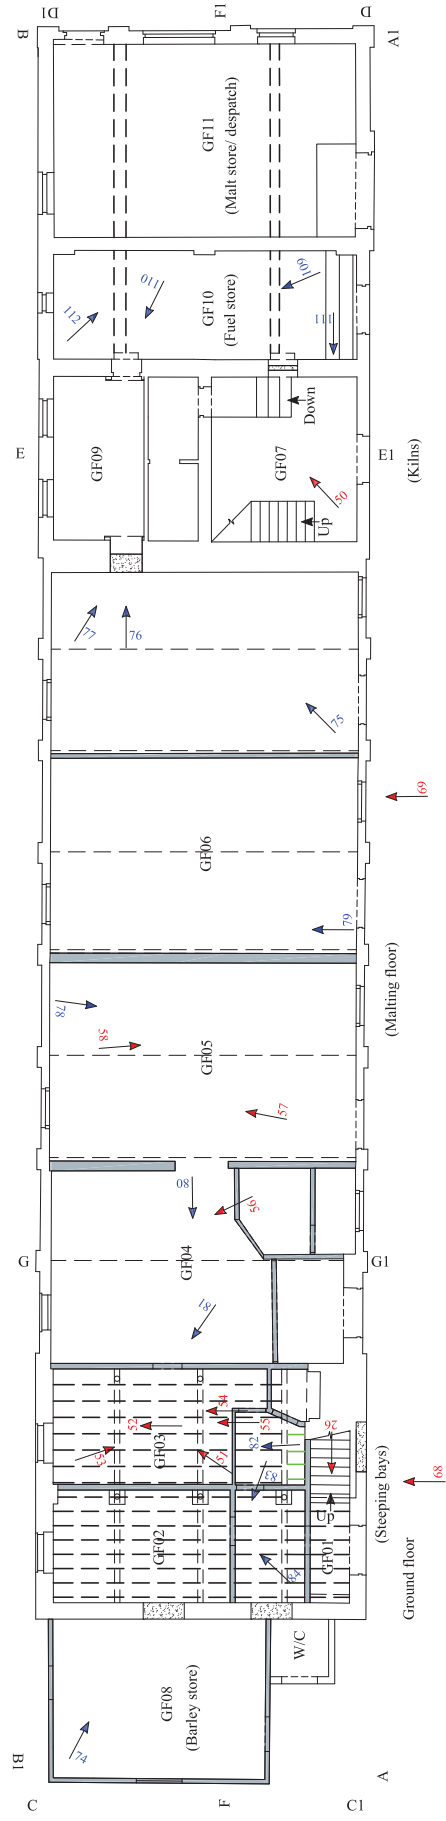 B
D1
F1
D
A1
GF11
(Malt store/ despatch)
GF10
(Fuel store)
112
110
109
111
E
GF09
GF07
Down
Up
50
E1
(Kilns)
77
76
75
GF06
69
79
78
58
GF05
57
(Malting floor)
80
56
G
GF04
G1
81
54
52
55
53
GF03
51
82
83
26
68
Up
(Steeping bays)
GF02
84
GF01
Ground floor
W/C
GF08
(Barley store)
74
B1
A
C
F
C1